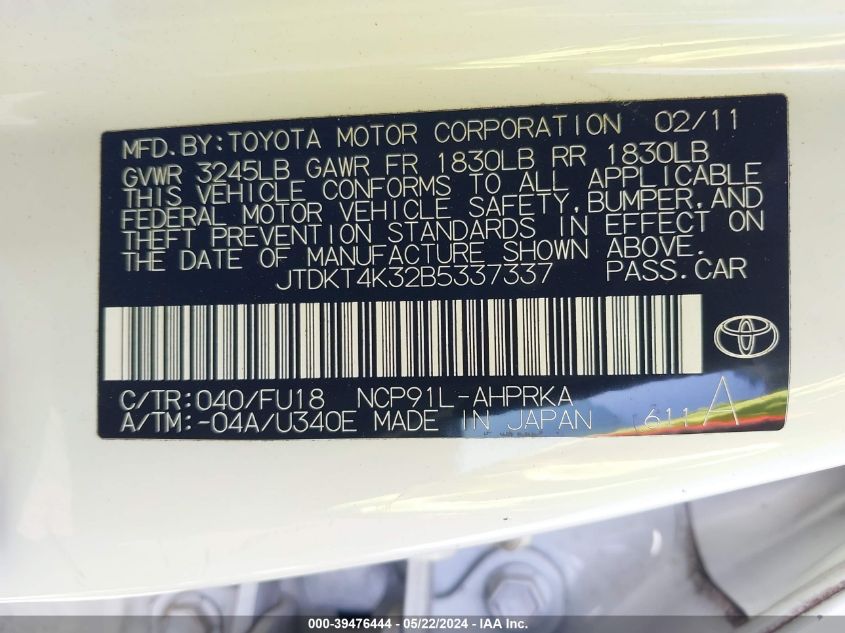 MFD.BY:TOYOTA MOTOR CORPORATION 02/11
GVWR 3245LB GAWR FR 1830LB RR 1830LB
THIS VEHICLE CONFORMS TO ALL APPLICABLE
FEDERAL MOTOR VEHICLE SAFETY,BUMPER,AND
THEFT PREVENTION STANDARDS IN EFFECT ON
THE DATE OF MANUFACTURE SHOWN ABOVE.
JTDKT4K32B5337337 PASS.CAR
C/TR:040/FU18 NCP91L-AHPRKA
A/TM:-04A/U340E MADE IN JAPAN 611 A
000-39476444 - 05/22/2024 - IAA Inc.